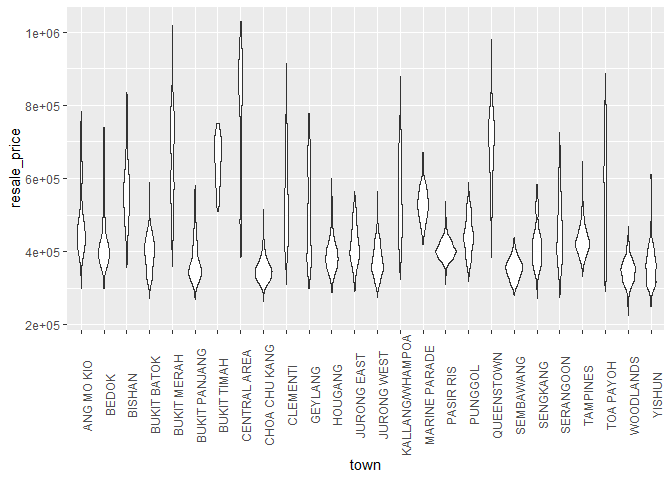 1e+06
8e+05
6e+05
4e+05
2e+05
resale_price
ANG MO KIO
BEDOK
BISHAN
BUKIT BATOK
BUKIT MERAH
BUKIT PANJANG
BUKIT TIMAH
CENTRAL AREA
CHOA CHU KANG
CLEMENTI
GEYLANG
HOUGANG
JURONG EAST
JURONG WEST
KALLANG/WHAMPOA
MARINE PARADE
PASIR RIS
PUNGGOL
QUEENSTOWN
SEMBAWANG
SENGKANG
SERANGOON
TAMPINES
TOA PAYOH
WOODLANDS
YISHUN
town